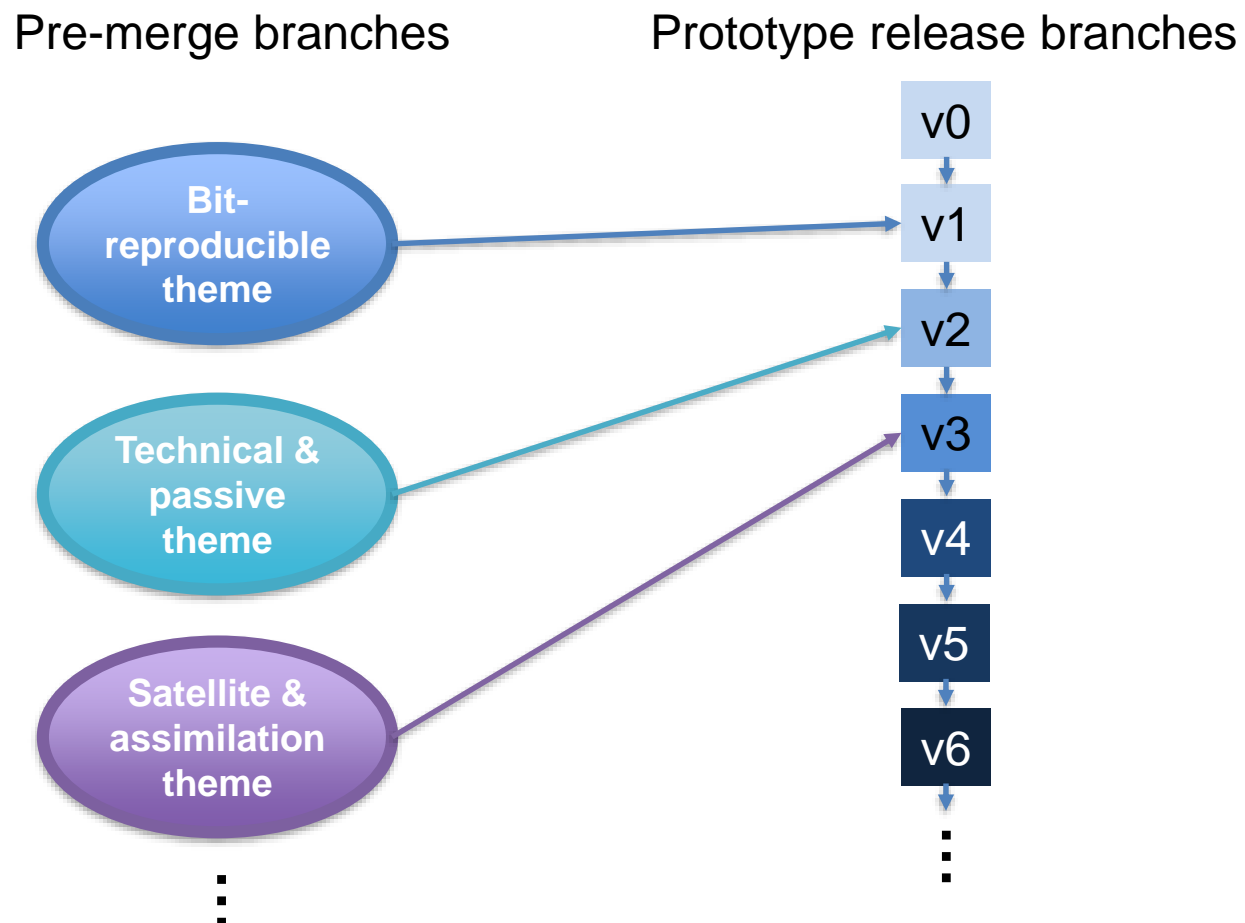 Pre-merge branches
Prototype release branches
Bit-
reproducible
theme
Technical &
passive
theme
Satellite &
assimilation
theme
v0
v1
v2
v3
v4
v5
v6